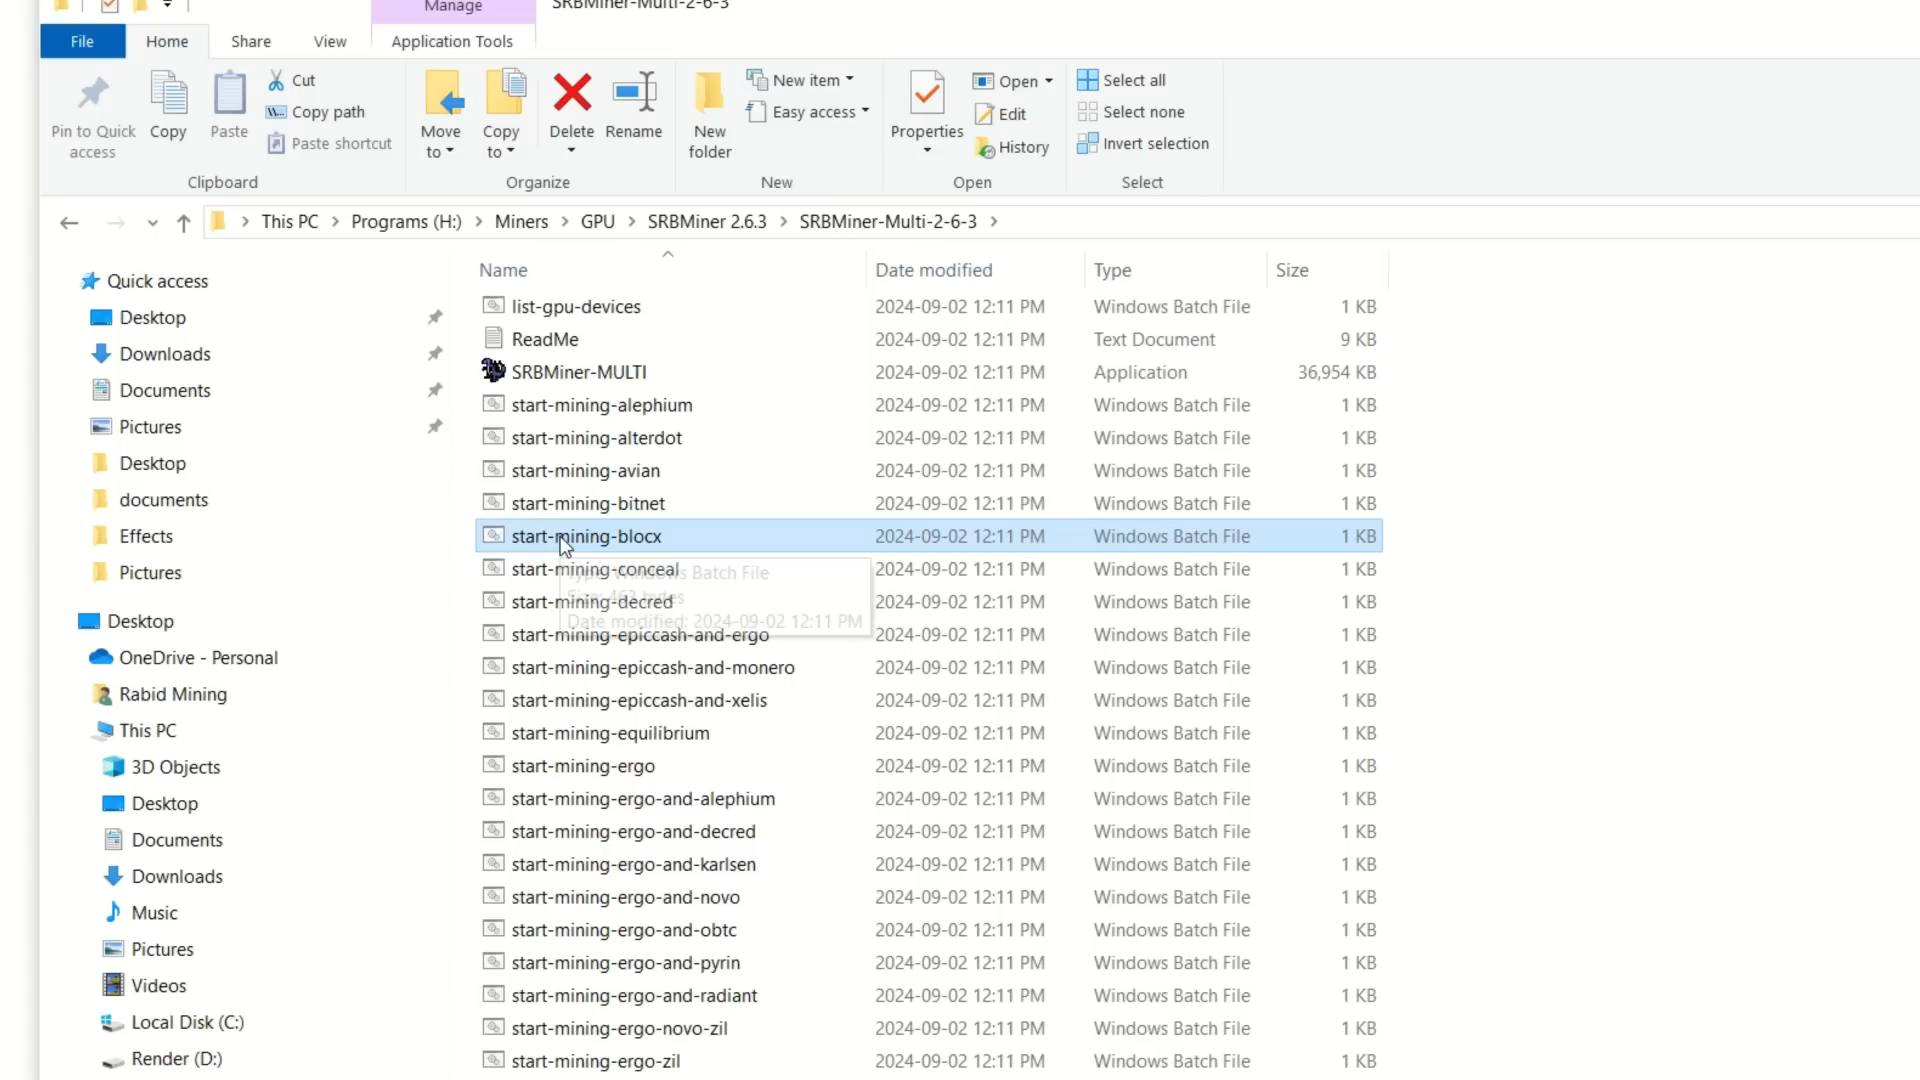 Manage
SRBMiner-Multi-2-6-3
File
Home
Share
View
Application Tools
Pin to Quick access
Copy
Paste
Cut
Copy path
Paste shortcut
Clipboard
Move to
Copy to
Delete
Rename
Organize
New folder
New item
Easy access
New
Properties
Open
Edit
History
Open
Select all
Select none
Invert selection
Select
This PC > Programs (H:) > Miners > GPU > SRBMiner 2.6.3 > SRBMiner-Multi-2-6-3 >
Quick access
Desktop
Downloads
Documents
Pictures
Desktop
documents
Effects
Pictures
Desktop
OneDrive - Personal
Rabid Mining
This PC
3D Objects
Desktop
Documents
Downloads
Music
Pictures
Videos
Local Disk (C:)
Render (D:)
Name Date modified Type Size
list-gpu-devices 2024-09-02 12:11 PM Windows Batch File 1 KB
ReadMe 2024-09-02 12:11 PM Text Document 9 KB
SRBMiner-MULTI 2024-09-02 12:11 PM Application 36,954 KB
start-mining-alephium 2024-09-02 12:11 PM Windows Batch File 1 KB
start-mining-alterdot 2024-09-02 12:11 PM Windows Batch File 1 KB
start-mining-avian 2024-09-02 12:11 PM Windows Batch File 1 KB
start-mining-bitnet 2024-09-02 12:11 PM Windows Batch File 1 KB
start-mining-blocx 2024-09-02 12:11 PM Windows Batch File 1 KB
start-mining-conceal 2024-09-02 12:11 PM Windows Batch File 1 KB
Type: Windows Batch File
Size: 462 bytes
start-mining-decred 2024-09-02 12:11 PM Windows Batch File 1 KB
Date modified: 2024-09-02 12:11 PM
start-mining-epiccash-and-ergo 2024-09-02 12:11 PM Windows Batch File 1 KB
start-mining-epiccash-and-monero 2024-09-02 12:11 PM Windows Batch File 1 KB
start-mining-epiccash-and-xelis 2024-09-02 12:11 PM Windows Batch File 1 KB
start-mining-equilibrium 2024-09-02 12:11 PM Windows Batch File 1 KB
start-mining-ergo 2024-09-02 12:11 PM Windows Batch File 1 KB
start-mining-ergo-and-alephium 2024-09-02 12:11 PM Windows Batch File 1 KB
start-mining-ergo-and-decred 2024-09-02 12:11 PM Windows Batch File 1 KB
start-mining-ergo-and-karlsen 2024-09-02 12:11 PM Windows Batch File 1 KB
start-mining-ergo-and-novo 2024-09-02 12:11 PM Windows Batch File 1 KB
start-mining-ergo-and-obtc 2024-09-02 12:11 PM Windows Batch File 1 KB
start-mining-ergo-and-pyrin 2024-09-02 12:11 PM Windows Batch File 1 KB
start-mining-ergo-and-radiant 2024-09-02 12:11 PM Windows Batch File 1 KB
start-mining-ergo-novo-zil 2024-09-02 12:11 PM Windows Batch File 1 KB
start-mining-ergo-zil 2024-09-02 12:11 PM Windows Batch File 1 KB